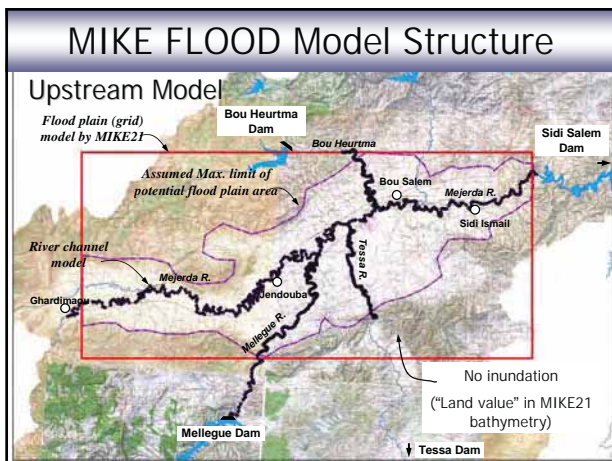 MIKE FLOOD Model Structure
Upstream Model
Flood plain (grid)
model by MIKE21
Bou Heurtma
Dam
Bou Heurtma
Sidi Salem
Dam
Assumed Max. limit of
potential flood plain area
Bou Salem
Mejerda R.
Sidi Ismail
River channel
model
Mejerda R.
Tessa R.
Ghardimaou
Jendouba
Mellegue R.
No inundation
("Land value" in MIKE21
bathymetry)
Mellegue Dam
Tessa Dam